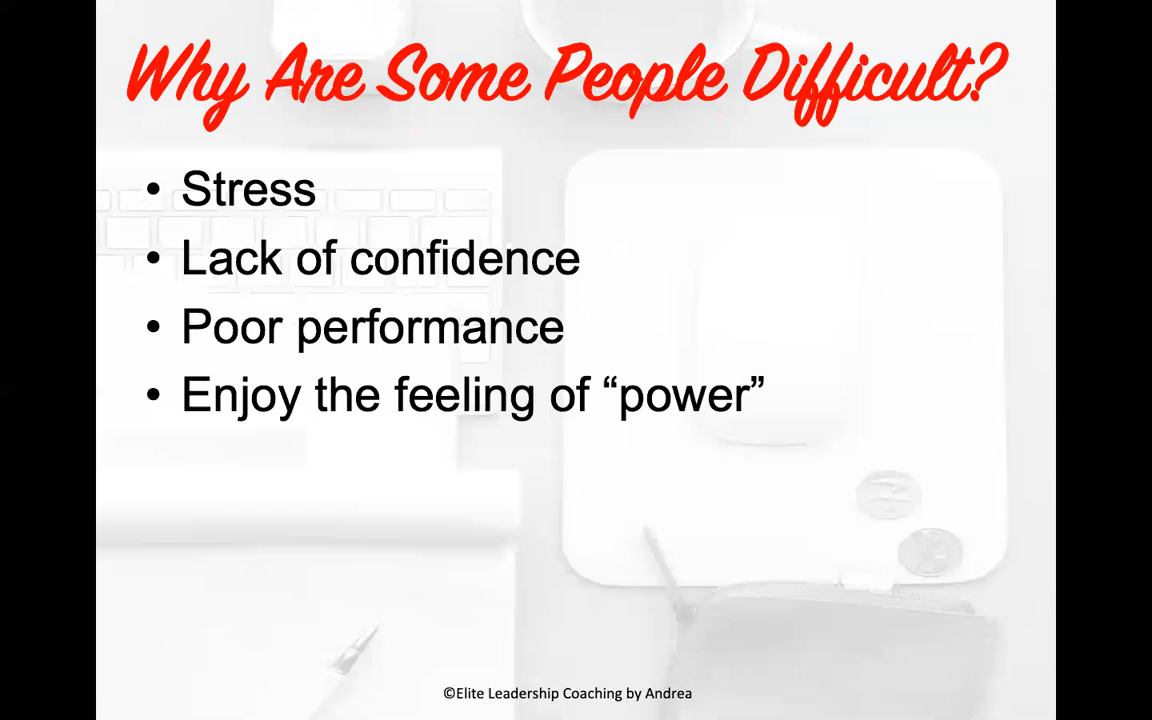 Why Are Some People Difficult?
• Stress
• Lack of confidence
• Poor performance
• Enjoy the feeling of “power”
©Elite Leadership Coaching by Andrea